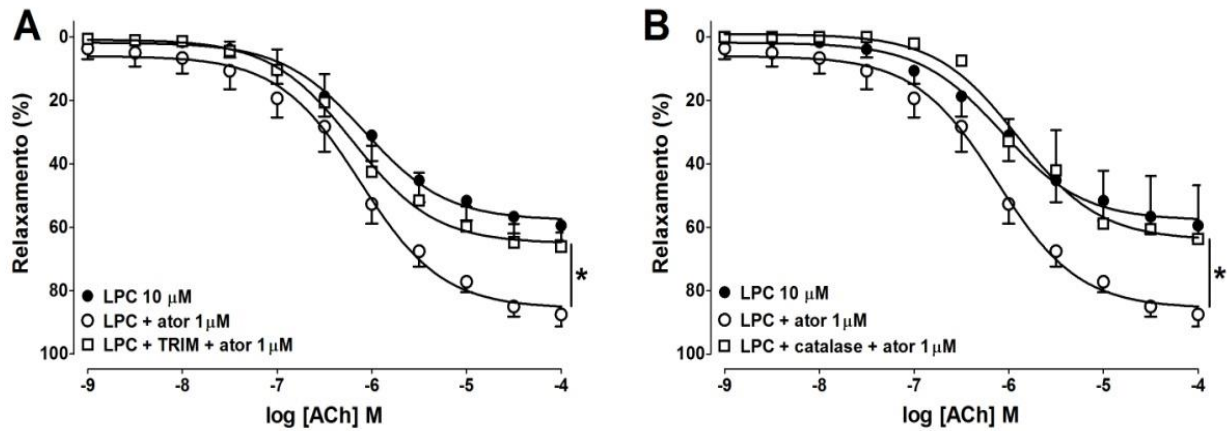 A
Relaxamento (%)
0
20
40
60
80
100
LPC 10 μM
LPC + ator 1μM
LPC + TRIM + ator 1μM
*
-9 -8 -7 -6 -5 -4
log [ACh] M
B
Relaxamento (%)
0
20
40
60
80
100
LPC 10 μM
LPC + ator 1μM
LPC + catalase + ator 1μM
*
-9 -8 -7 -6 -5 -4
log [ACh] M